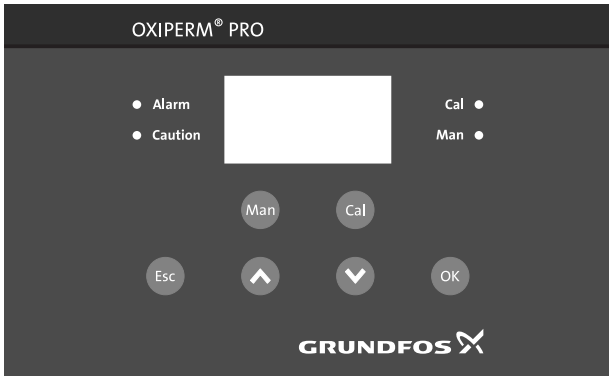 OXIPERM® PRO
Alarm Cal
Caution Man
Man Cal
Esc OK
GRUNDFOS